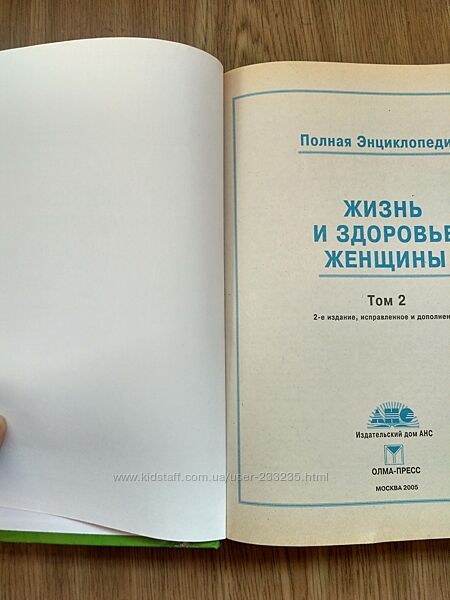 Полная Энциклопеди
ЖИЗНЬ
И ЗДОРОВЬЕ
ЖЕНЩИНЫ
Том 2
2-е издание, исправленное и дополнен
АНС
Издательский дом АНС
www.kidstaff.com.ua/user-233235.html
ОЛМА-ПРЕСС
МОСКВА 2005